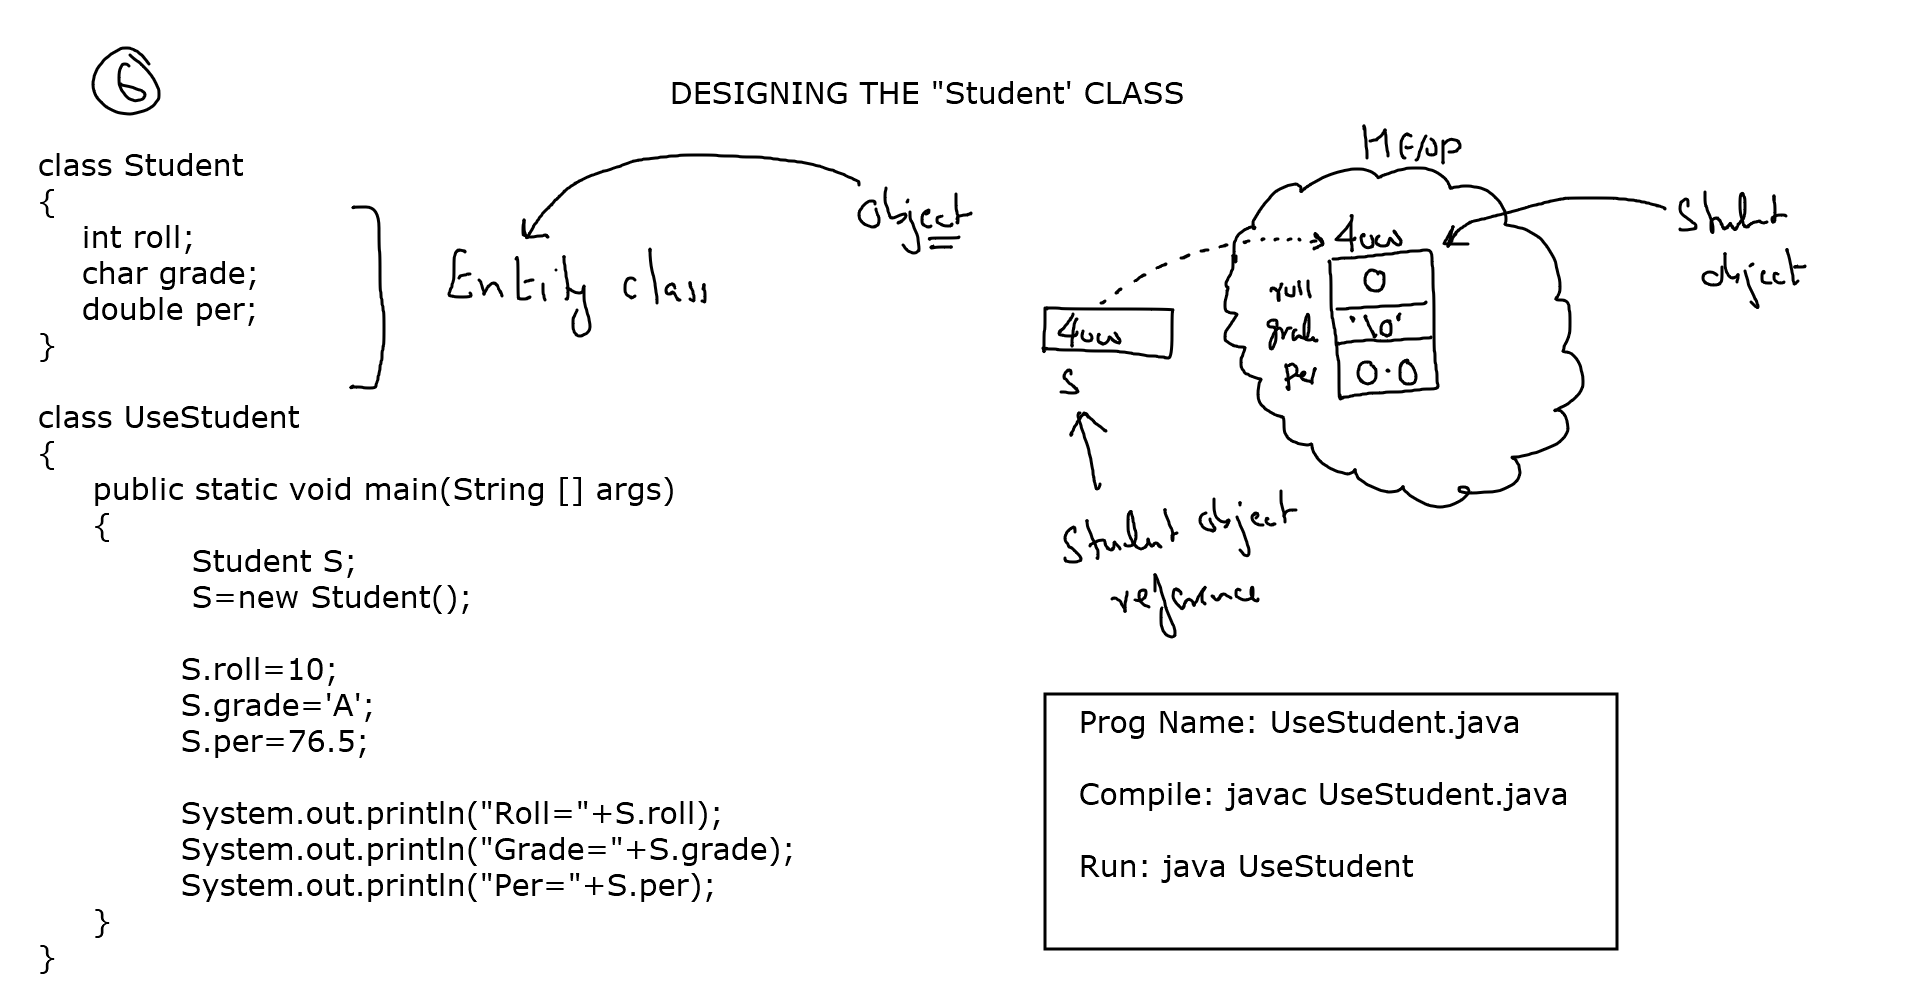 6
DESIGNING THE "Student' CLASS
class Student
{
int roll;
char grade;
double per;
}
Entity class
object
class UseStudent
{
public static void main(String [] args)
{
Student S;
S=new Student();
S.roll=10;
S.grade='A';
S.per=76.5;
System.out.println("Roll="+S.roll);
System.out.println("Grade="+S.grade);
System.out.println("Per="+S.per);
}
}
4000
roll 0
grade '\0'
per 0.0
Student
object
4000
S
Student object
reference
Prog Name: UseStudent.java
Compile: javac UseStudent.java
Run: java UseStudent